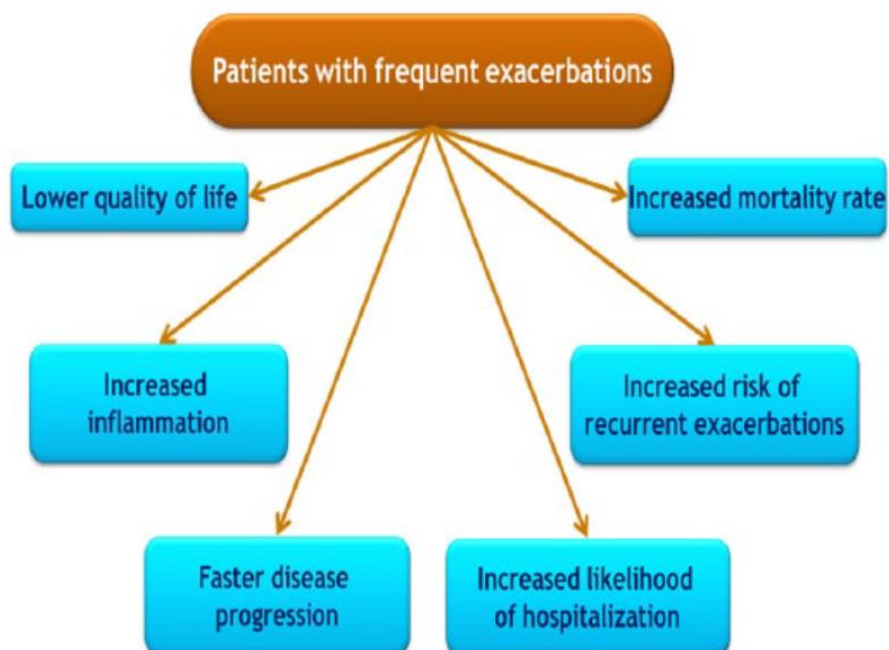 Patients with frequent exacerbations
Lower quality of life
Increased mortality rate
Increased
inflammation
Increased risk of
recurrent exacerbations
Faster disease
progression
Increased likelihood
of hospitalization